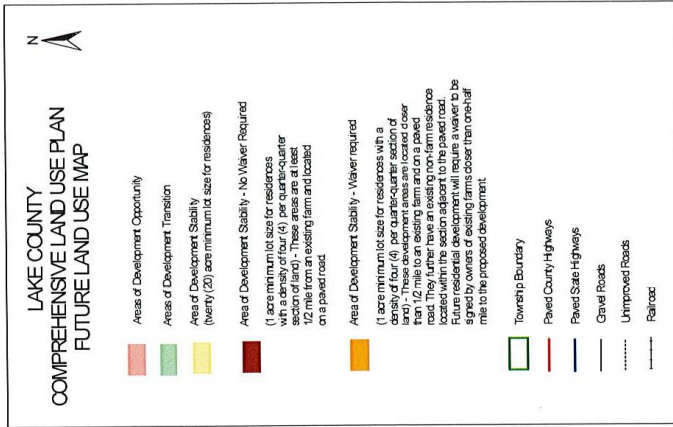 LAKE COUNTY
COMPREHENSIVE LAND USE PLAN
FUTURE LAND USE MAP
N
Areas of Development Opportunity
Areas of Development Transition
Area of Development Stability
(twenty (20) acre minimum lot size for residences)
Area of Development Stability - No Waiver Required
(1 acre minimum lot size for residences
with a density of four (4) per quarter-quarter
section of land) - These areas are at least
1/2 mile from an existing farm and located
on a paved road.
Area of Development Stability - Waiver required
(1 acre minimum lot size for residences with a
density of four (4) per quarter-quarter section of
land) - These development areas are located closer
than 1/2 mile to an existing farm and on a paved
road. They further have an existing non-farm residence
located within the section adjacent to the paved road.
Future residential development will require a waiver to be
signed by owners of existing farms closer than one-half
mile to the proposed development.
Township Boundary
Paved County Highways
Paved State Highways
Gravel Roads
Unimproved Roads
Railroad